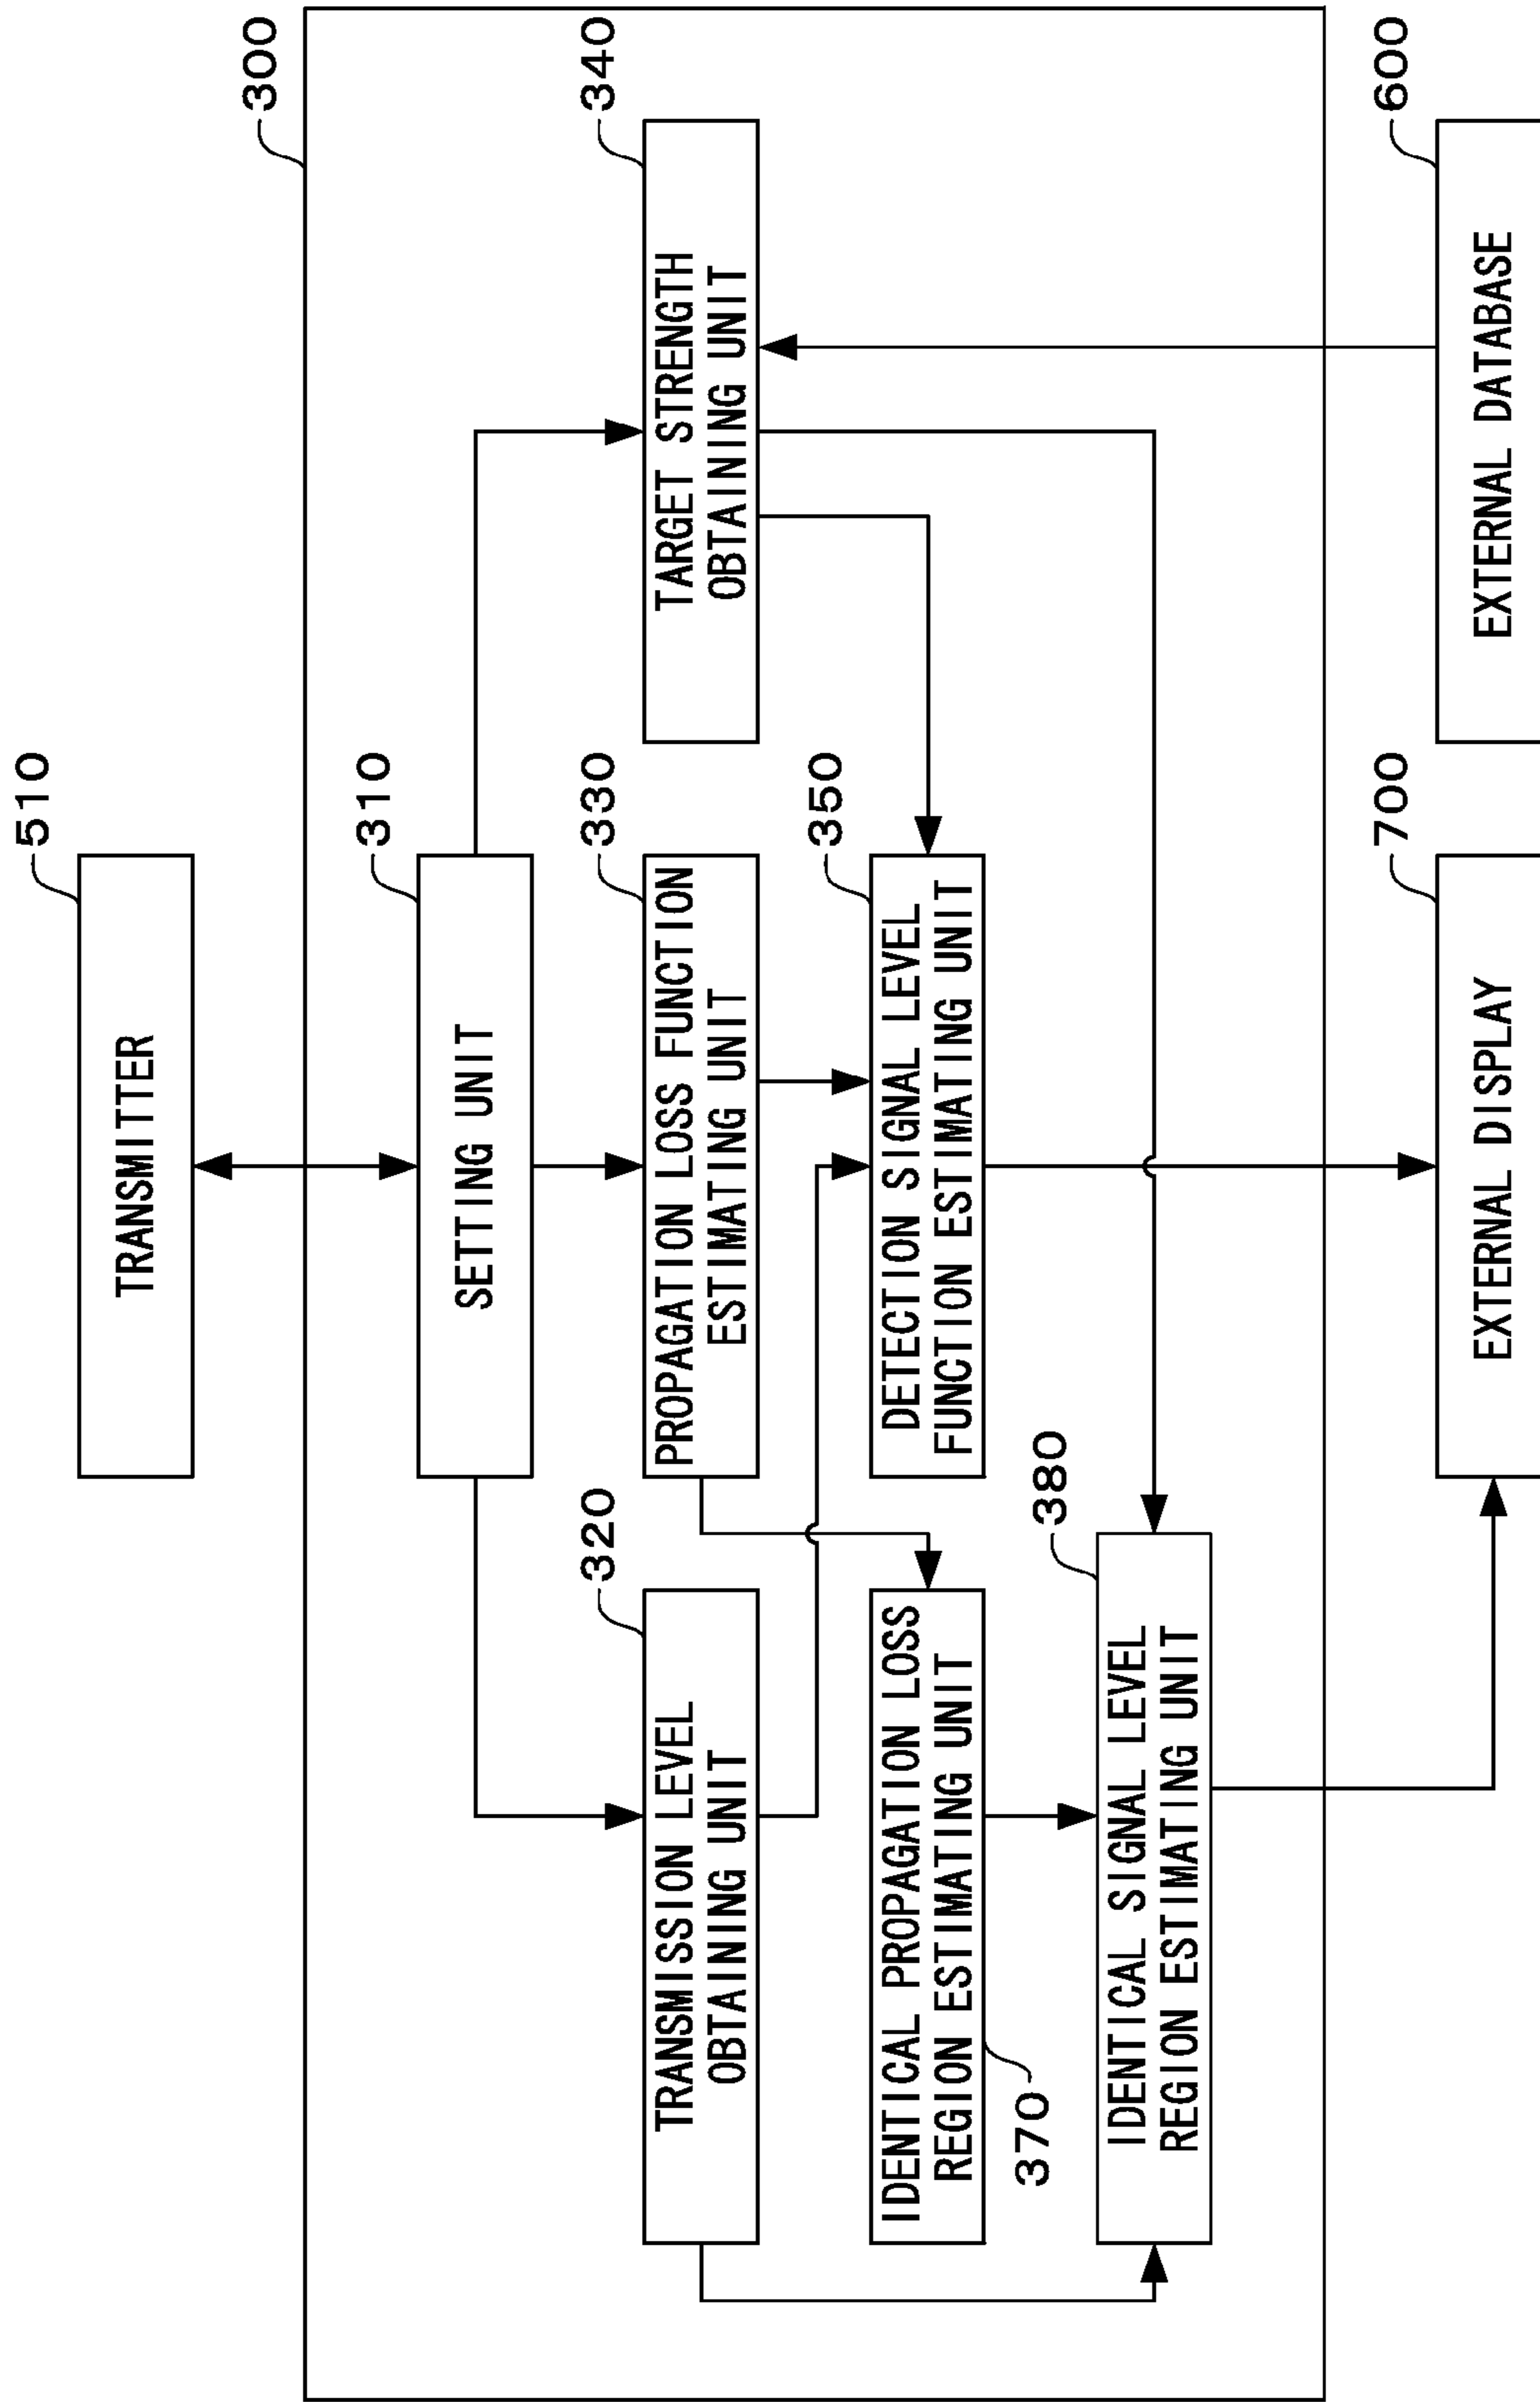 510
TRANSMITTER
300
310
SETTING UNIT
320
TRANSMISSION LEVEL
OBTAINING UNIT
330
PROPAGATION LOSS FUNCTION
ESTIMATING UNIT
340
TARGET STRENGTH
OBTAINING UNIT
370
IDENTICAL PROPAGATION LOSS
REGION ESTIMATING UNIT
350
DETECTION SIGNAL LEVEL
FUNCTION ESTIMATING UNIT
380
IDENTICAL SIGNAL LEVEL
REGION ESTIMATING UNIT
700
EXTERNAL DISPLAY
600
EXTERNAL DATABASE